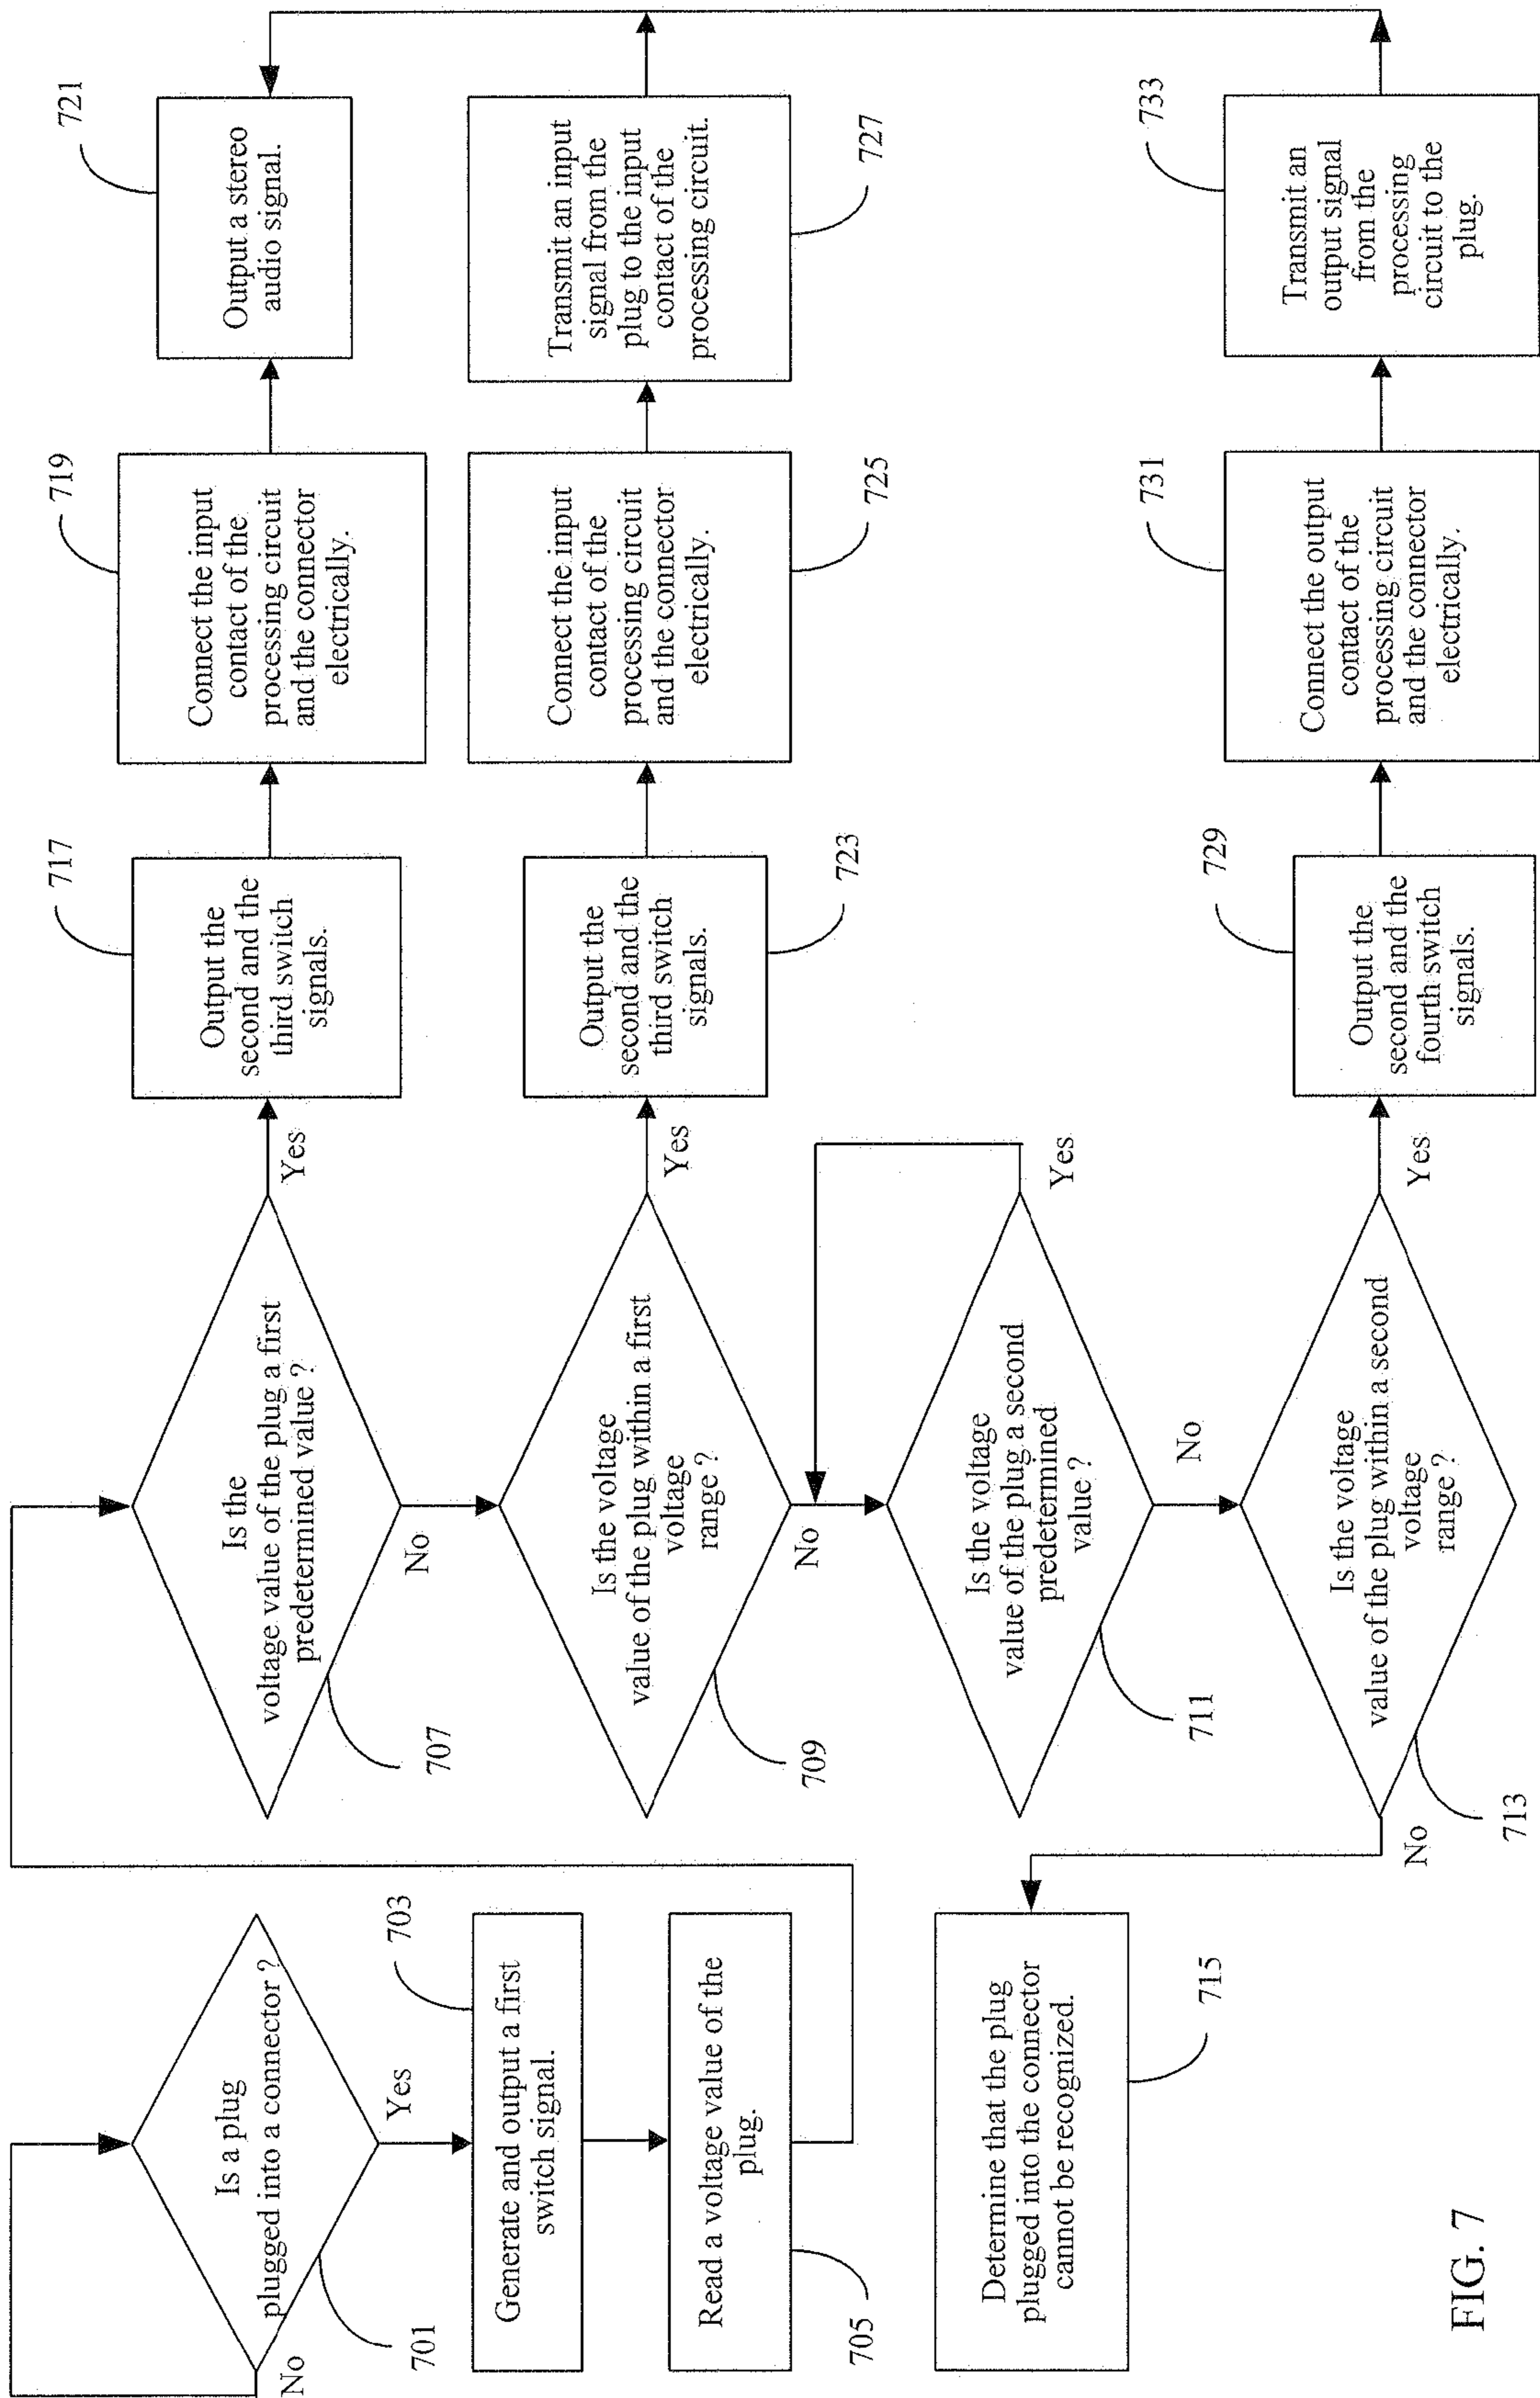 Is a plug
plugged into a connector ?
No
Yes
701
Generate and output a first
switch signal.
703
Read a voltage value of the
plug.
705
Is the
voltage value of the plug a first
predetermined value ?
Yes
No
707
Is the voltage
value of the plug within a first
voltage
range ?
Yes
No
709
Is the voltage
value of the plug a second
predetermined
value ?
Yes
No
711
Is the voltage
value of the plug within a second
voltage
range ?
Yes
No
713
Determine that the plug
plugged into the connector
cannot be recognized.
715
Output the
second and the
third switch
signals.
717
Connect the input
contact of the
processing circuit
and the connector
electrically.
719
Output a stereo
audio signal.
721
Output the
second and the
third switch
signals.
723
Connect the input
contact of the
processing circuit
and the connector
electrically.
725
Transmit an input
signal from the
plug to the input
contact of the
processing circuit.
727
Output the
second and the
fourth switch
signals.
729
Connect the output
contact of the
processing circuit
and the connector
electrically.
731
Transmit an
output signal
from the
processing
circuit to the
plug.
733
FIG. 7